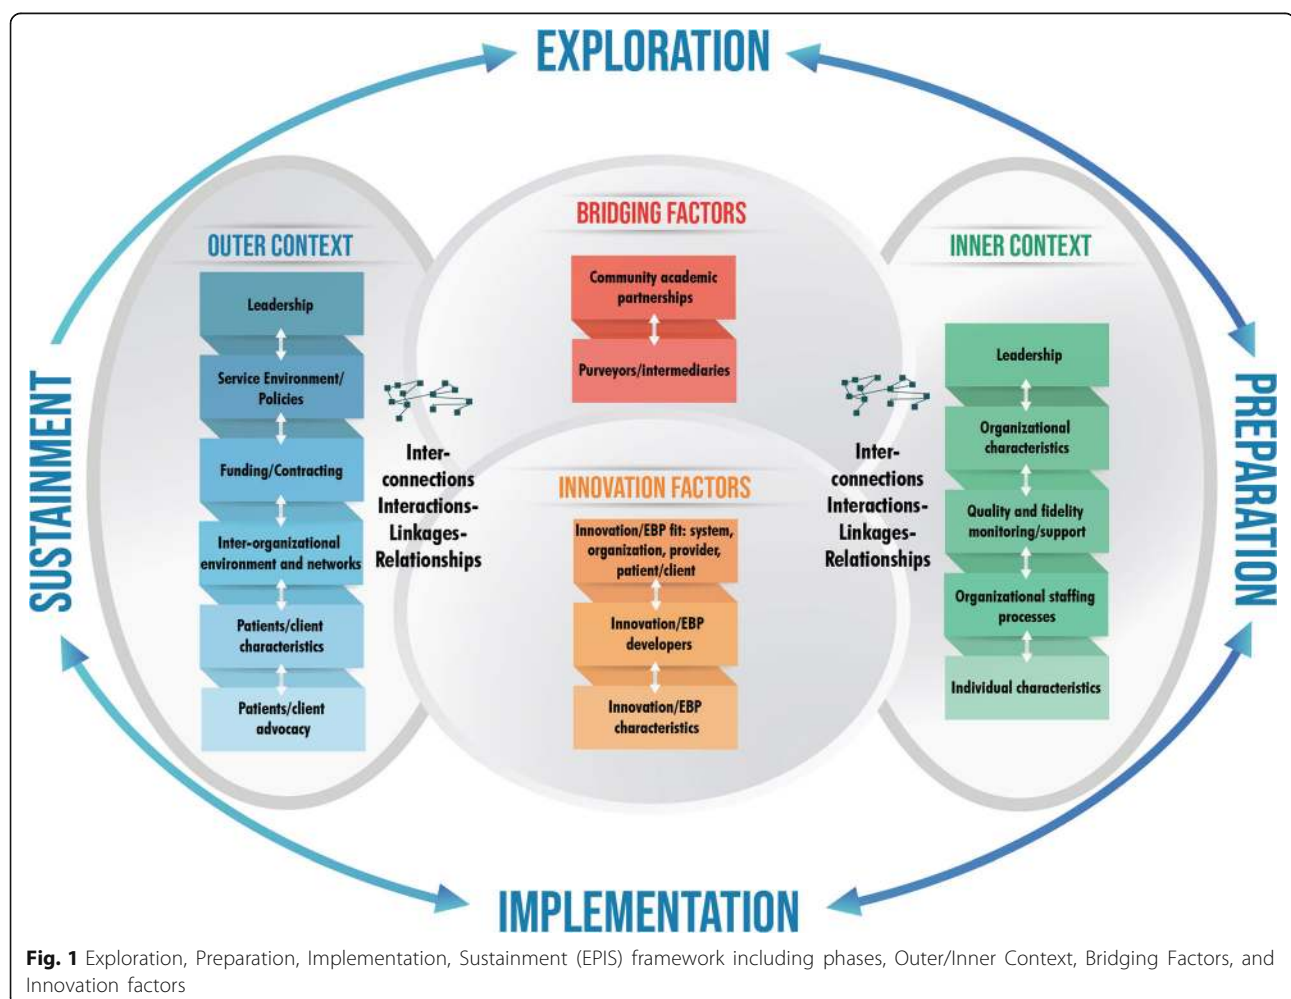 EXPLORATION
BRIDGING FACTORS
OUTER CONTEXT
INNER CONTEXT
Leadership
Service Environment/
Policies
Funding/Contracting
Inter-organizational
environment and networks
Patients/client
characteristics
Patients/client
advocacy
Inter-
connections
Interactions-
Linkages-
Relationships
Community academic
partnerships
Purveyors/intermediaries
INNOVATION FACTORS
Innovation/EBP fit: system,
organization, provider,
patient/client
Innovation/EBP
developers
Innovation/EBP
characteristics
Inter-
connections
Interactions-
Linkages-
Relationships
Leadership
Organizational
characteristics
Quality and fidelity
monitoring/support
Organizational staffing
processes
Individual characteristics
SUSTAINMENT
PREPARATION
IMPLEMENTATION
Fig. 1 Exploration, Preparation, Implementation, Sustainment (EPIS) framework including phases, Outer/Inner Context, Bridging Factors, and
Innovation factors